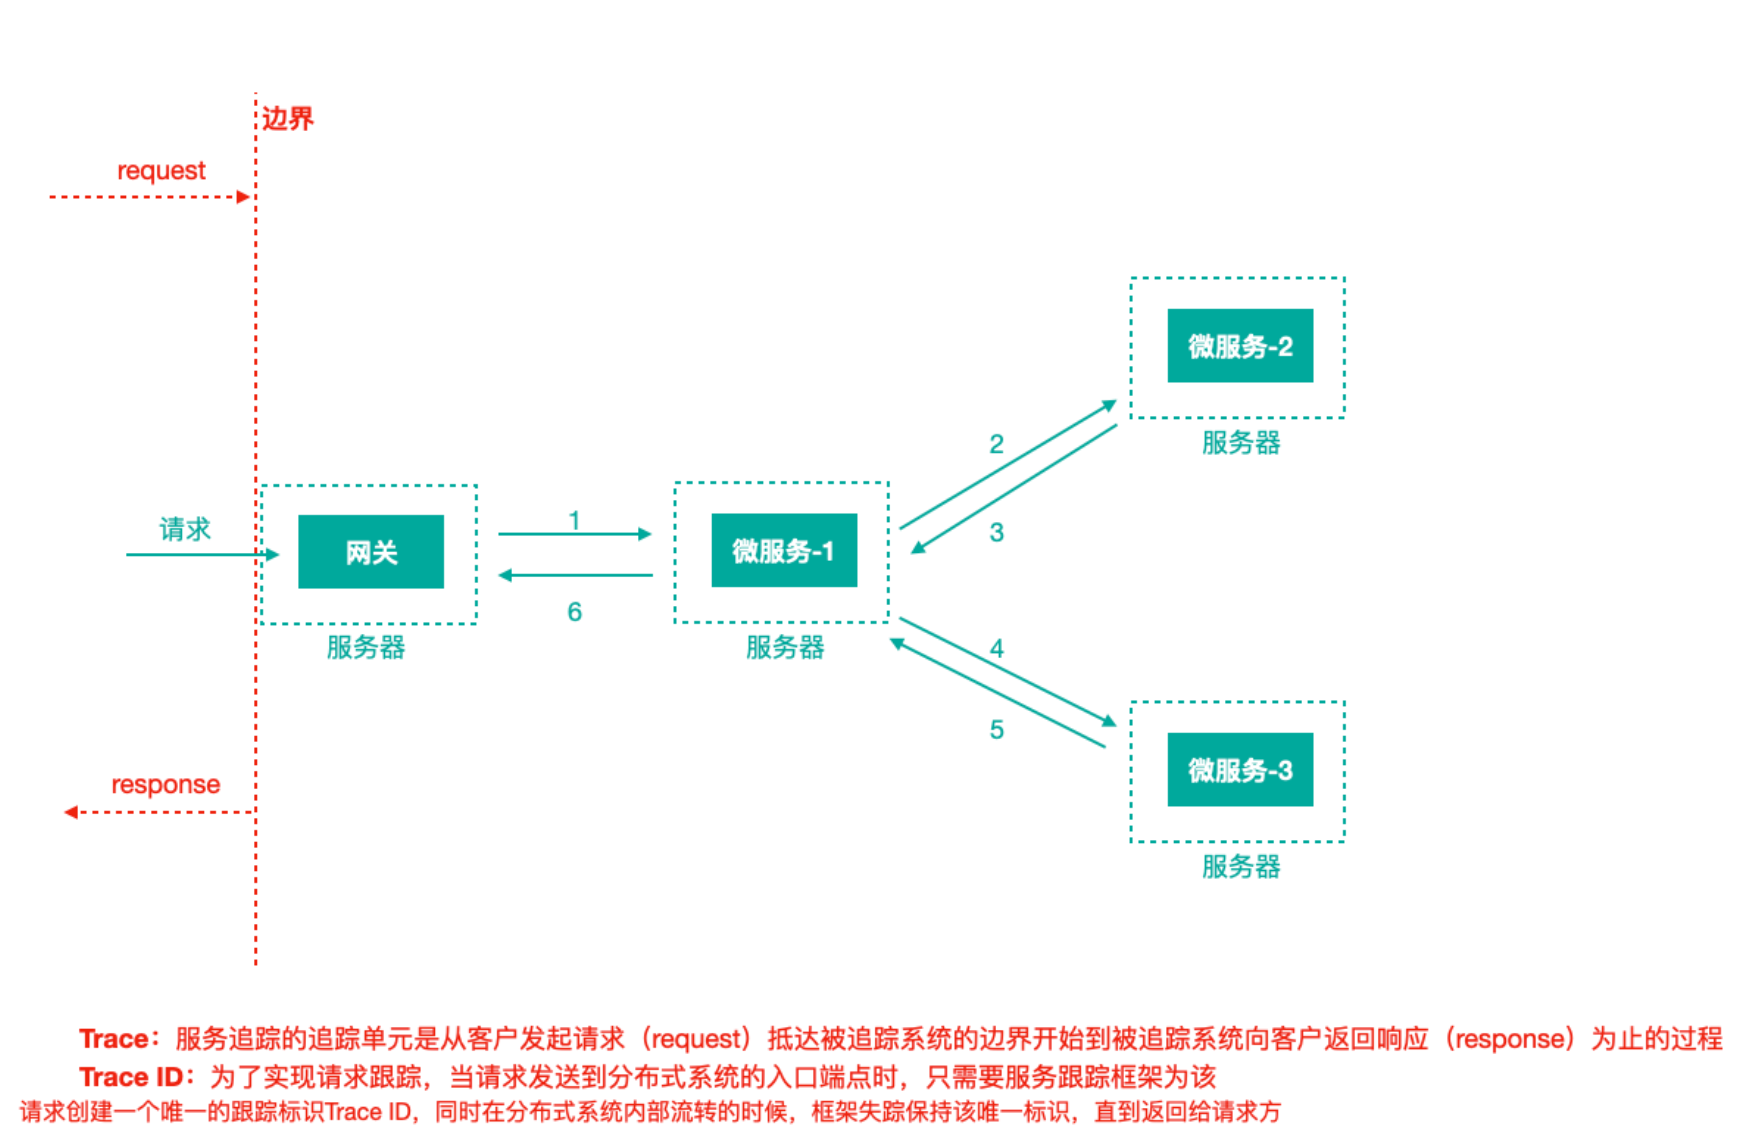 边界
request
微服务-2
服务器
2
3
请求
网关
服务器
1
6
微服务-1
服务器
4
5
微服务-3
服务器
response
Trace：服务追踪的追踪单元是从客户发起请求（request）抵达被追踪系统的边界开始到被追踪系统向客户返回响应（response）为止的过程
Trace ID：为了实现请求跟踪，当请求发送到分布式系统的入口端点时，只需要服务跟踪框架为该
请求创建一个唯一的跟踪标识Trace ID，同时在分布式系统内部流转的时候，框架失踪保持该唯一标识，直到返回给请求方